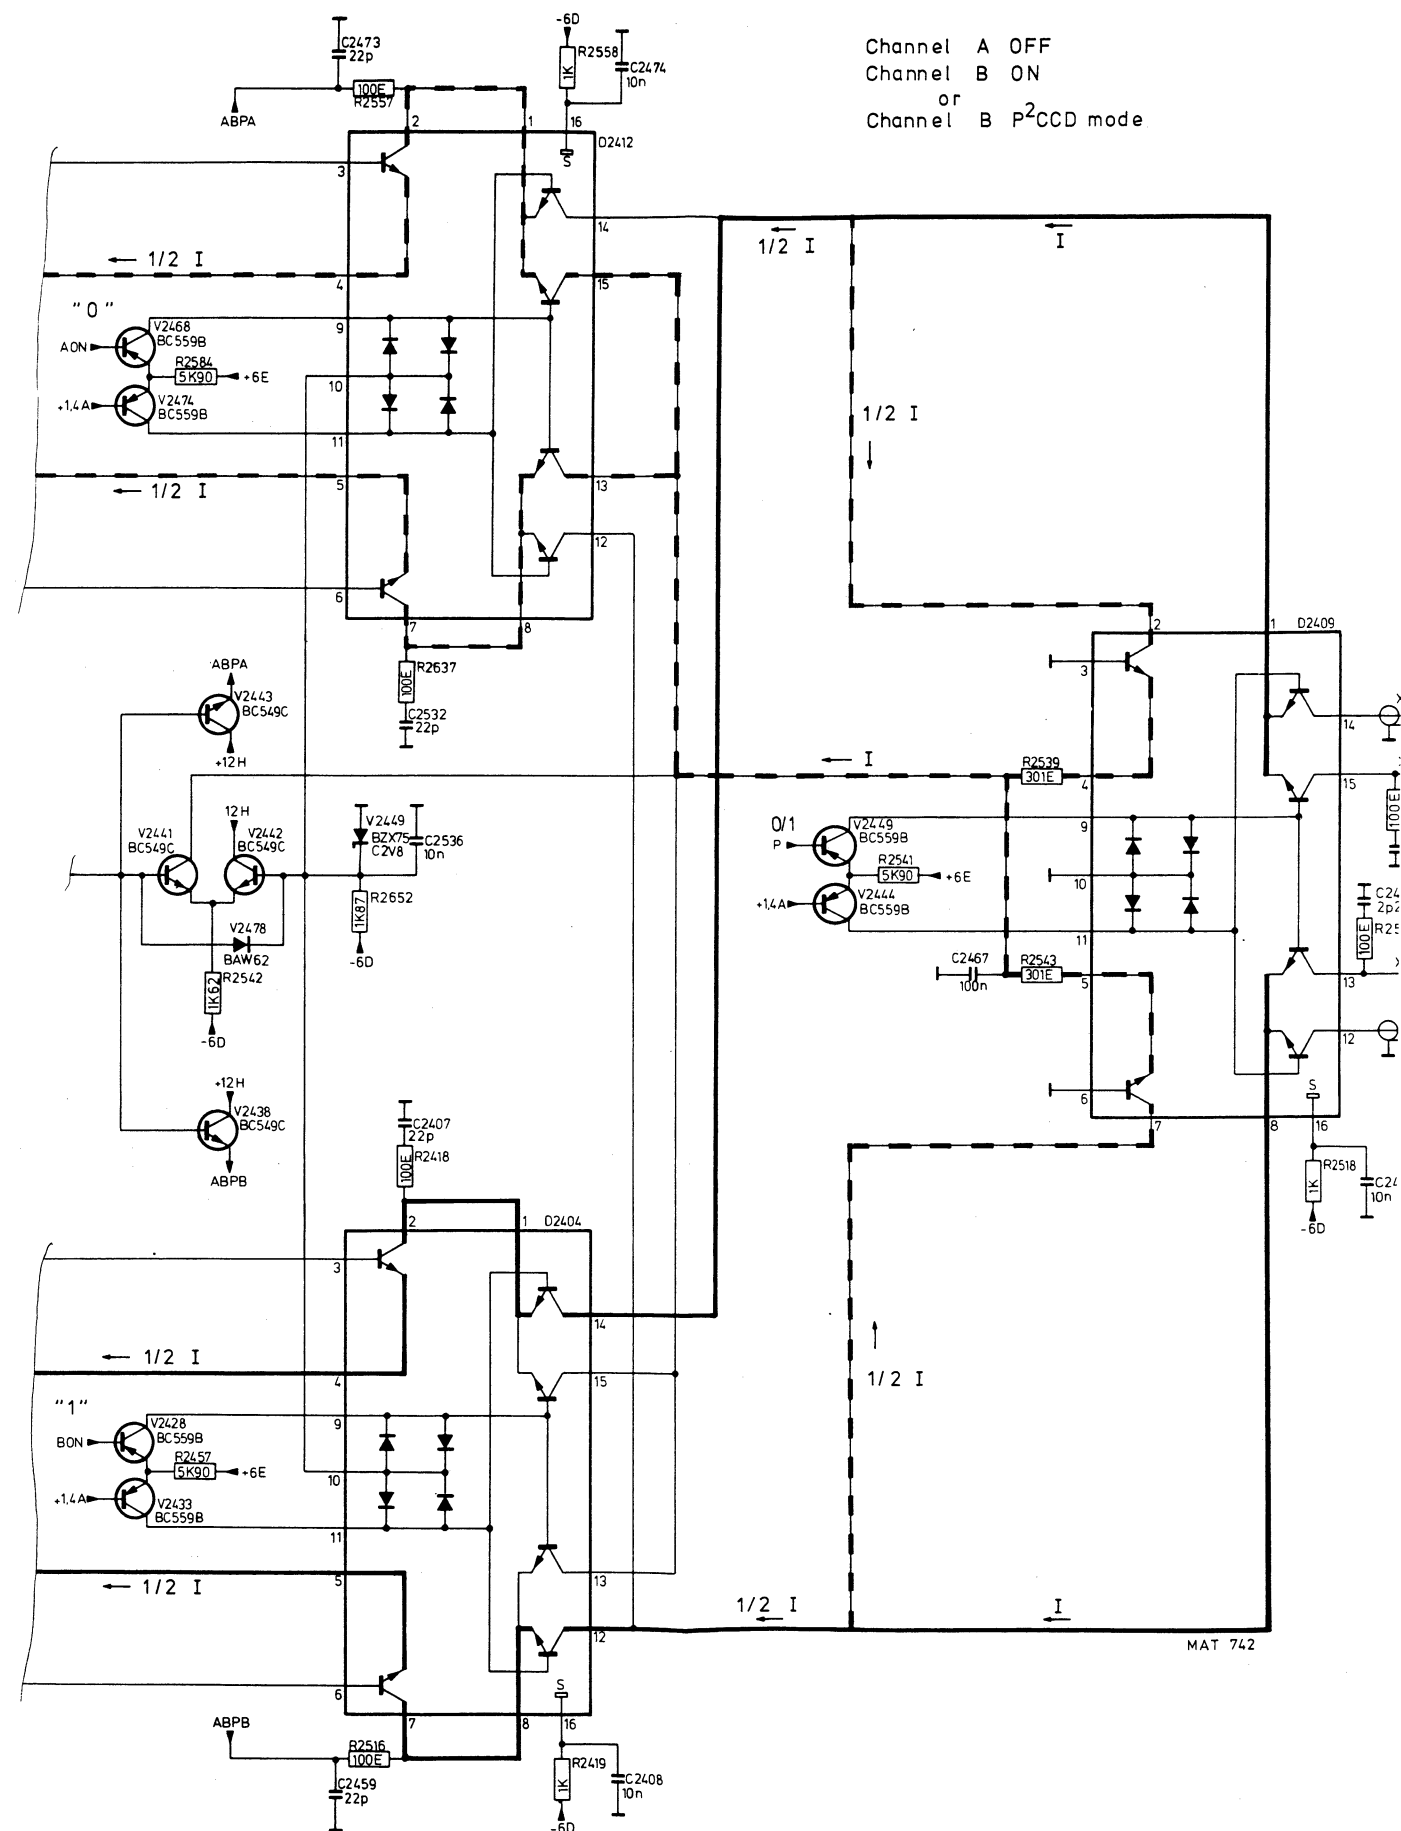 -6D
C2473
22p
R2558
1K
C2474
10n
Channel A OFF
Channel B ON
or
Channel B P²CCD mode
100E
R2557
ABPA
2
1
16
D2412
S
3
14
1/2 I
1/2 I
I
4
15
"0"
9
V2468
BC559B
AON
R2584
5K90
+6E
10
+1,4A
V2474
BC559B
1/2 I
11
5
1/2 I
13
12
6
7
8
R2637
100E
2
1
D2409
ABPA
3
V2443
BC549C
C2532
22p
14
+12H
I
R2539
301E
4
15
100E
12H
V2441
BC549C
V2442
BC549C
V2449
BZX75
C2V8
C2536
10n
0/1
P
V2449
BC559B
9
R2541
5K90
+6E
10
R2652
1K87
+1,4A
V2444
BC559B
C24
2p2
100E
R25
11
V2478
BAW62
-6D
C2467
100n
R2543
301E
5
13
R2542
1K62
-6D
12
+12H
S
6
V2438
BC549C
C2407
22p
7
8
16
100E
R2418
ABPB
R2518
1K
C24
10n
-6D
2
1
D2404
3
14
1/2 I
1/2 I
4
15
"1"
9
V2428
BC559B
BON
R2457
5K90
+6E
10
+1,4A
V2433
BC559B
11
5
13
1/2 I
1/2 I
I
12
MAT 742
6
S
7
8
16
ABPB
R2516
100E
R2419
1K
C2408
10n
C2459
22p
-6D